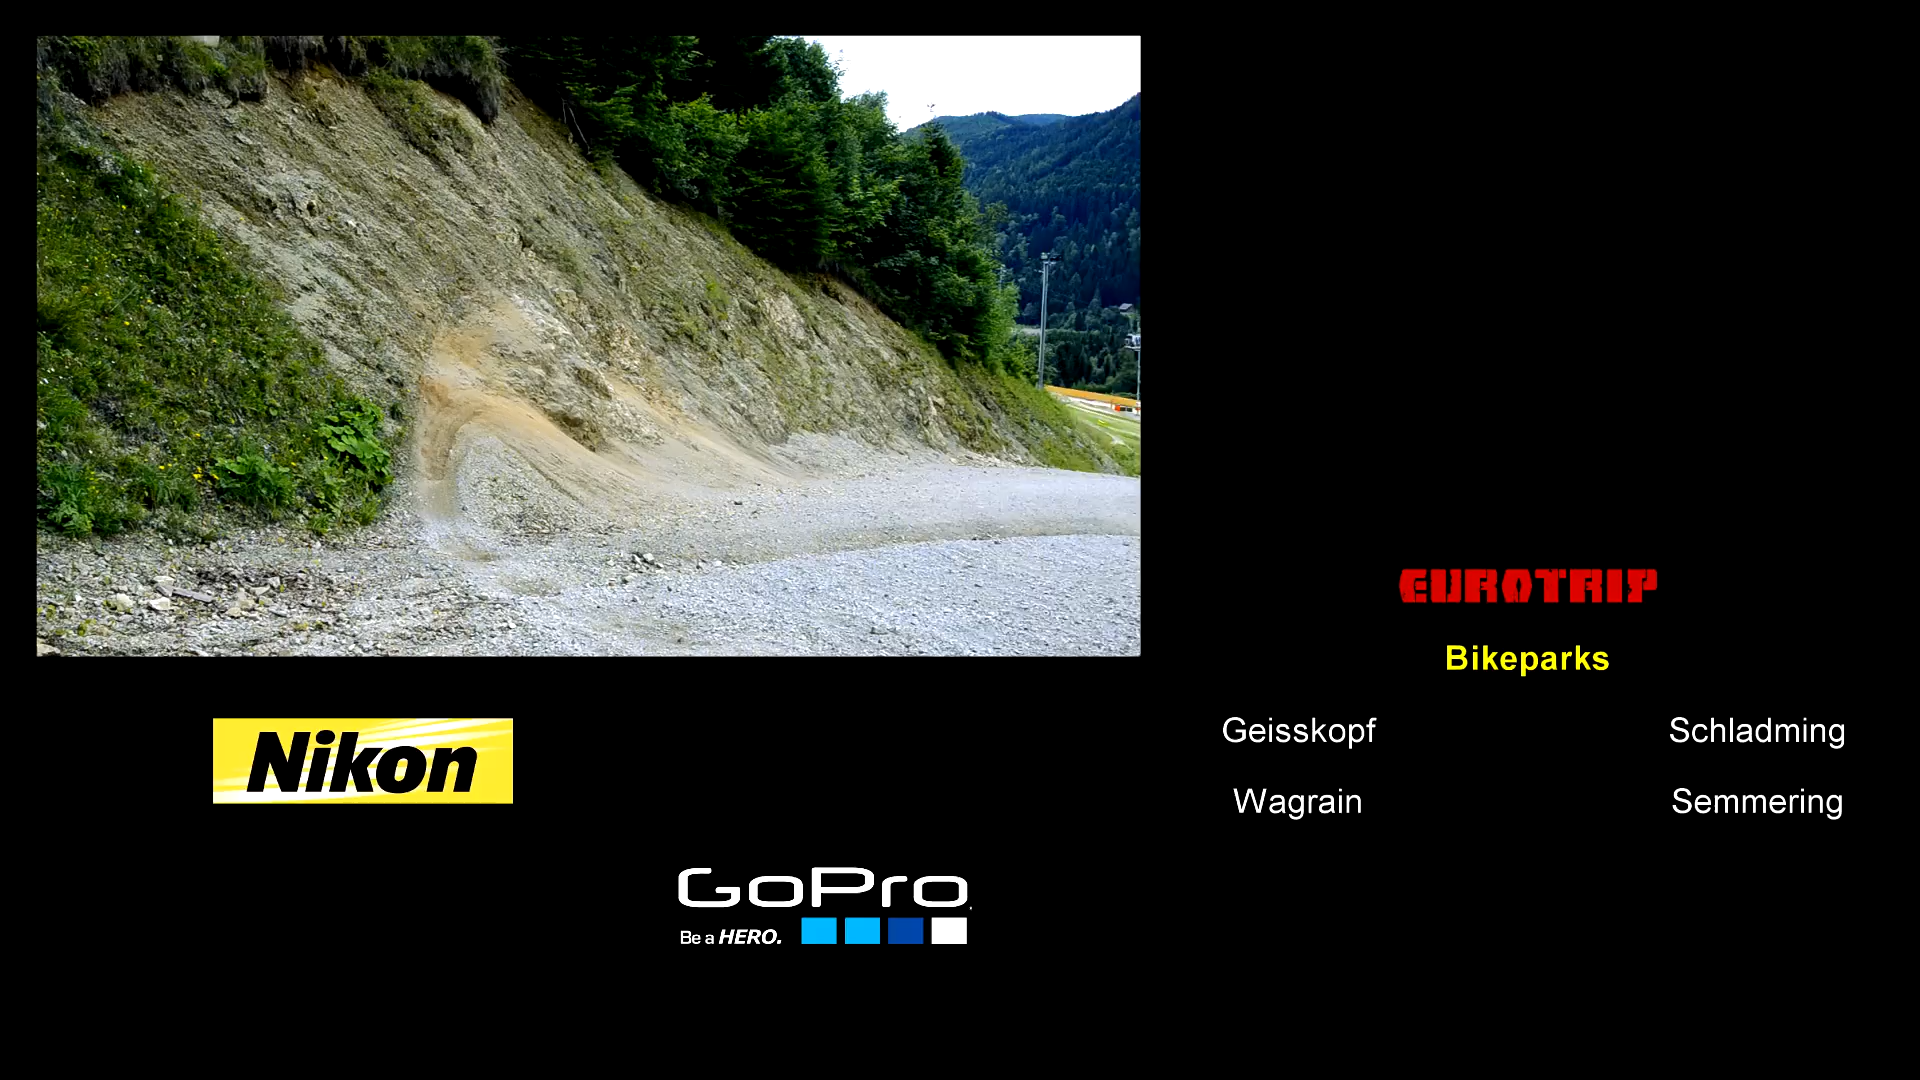 EUROTRIP
Bikeparks
Geisskopf Schladming
Wagrain Semmering
Nikon
GoPro
Be a HERO.